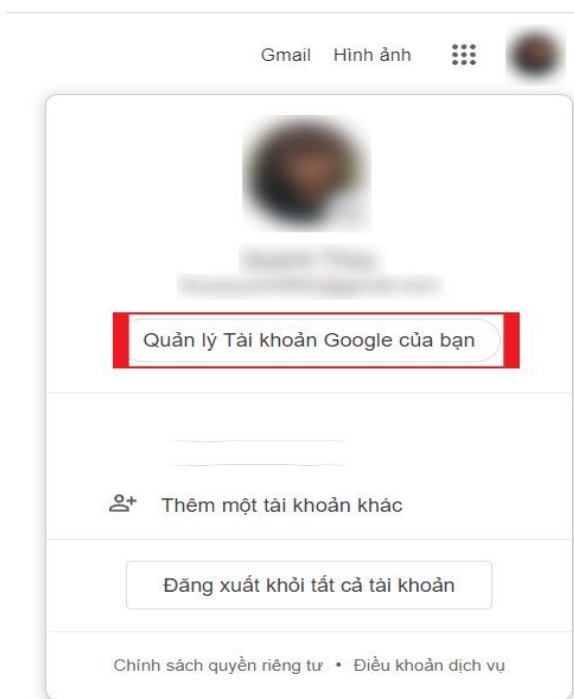 Gmail Hình ảnh
Quản lý Tài khoản Google của bạn
Thêm một tài khoản khác
Đăng xuất khỏi tất cả tài khoản
Chính sách quyền riêng tư • Điều khoản dịch vụ